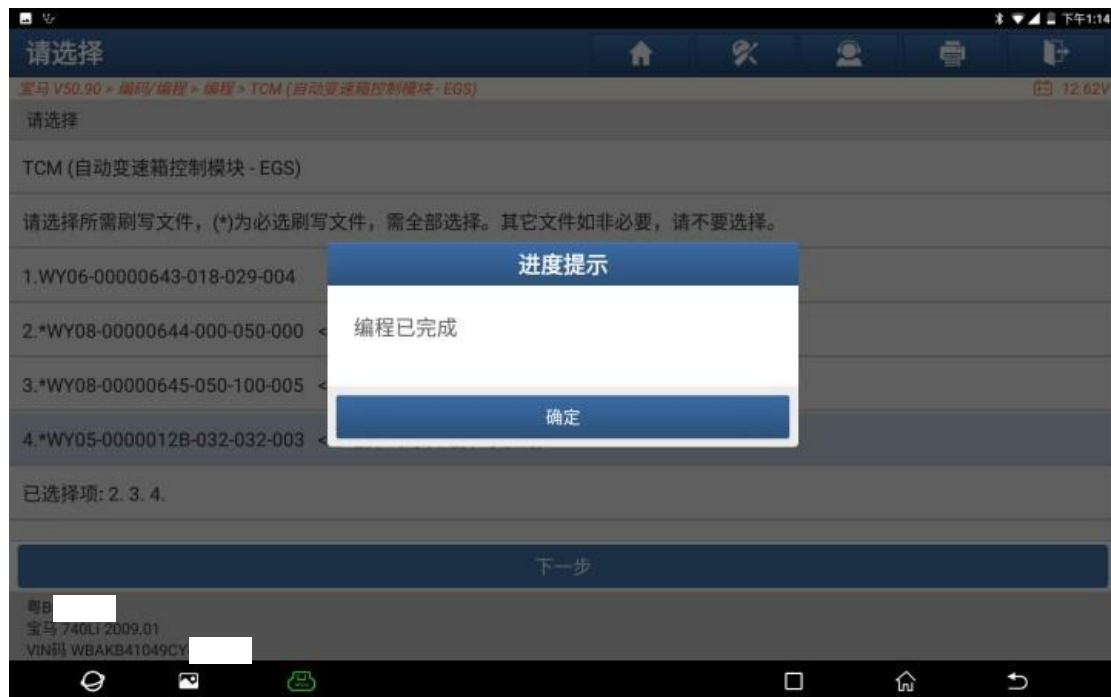 下午1:14
请选择
宝马 V50.90 > 编码/编程 > 编程 > TCM (自动变速箱控制模块 - EGS)
12.62V
请选择
TCM (自动变速箱控制模块 - EGS)
请选择所需刷写文件，(*)为必选刷写文件，需全部选择。其它文件如非必要，请不要选择。
进度提示
1.WY06-00000643-018-029-004
编程已完成
2.*WY08-00000644-000-050-000 <
3.*WY08-00000645-050-100-005 <
确定
4.*WY05-0000012B-032-032-003 <
已选择项: 2. 3. 4.
下一步
粤B
宝马 740Li 2009.01
VIN码 WBAKB41049CY